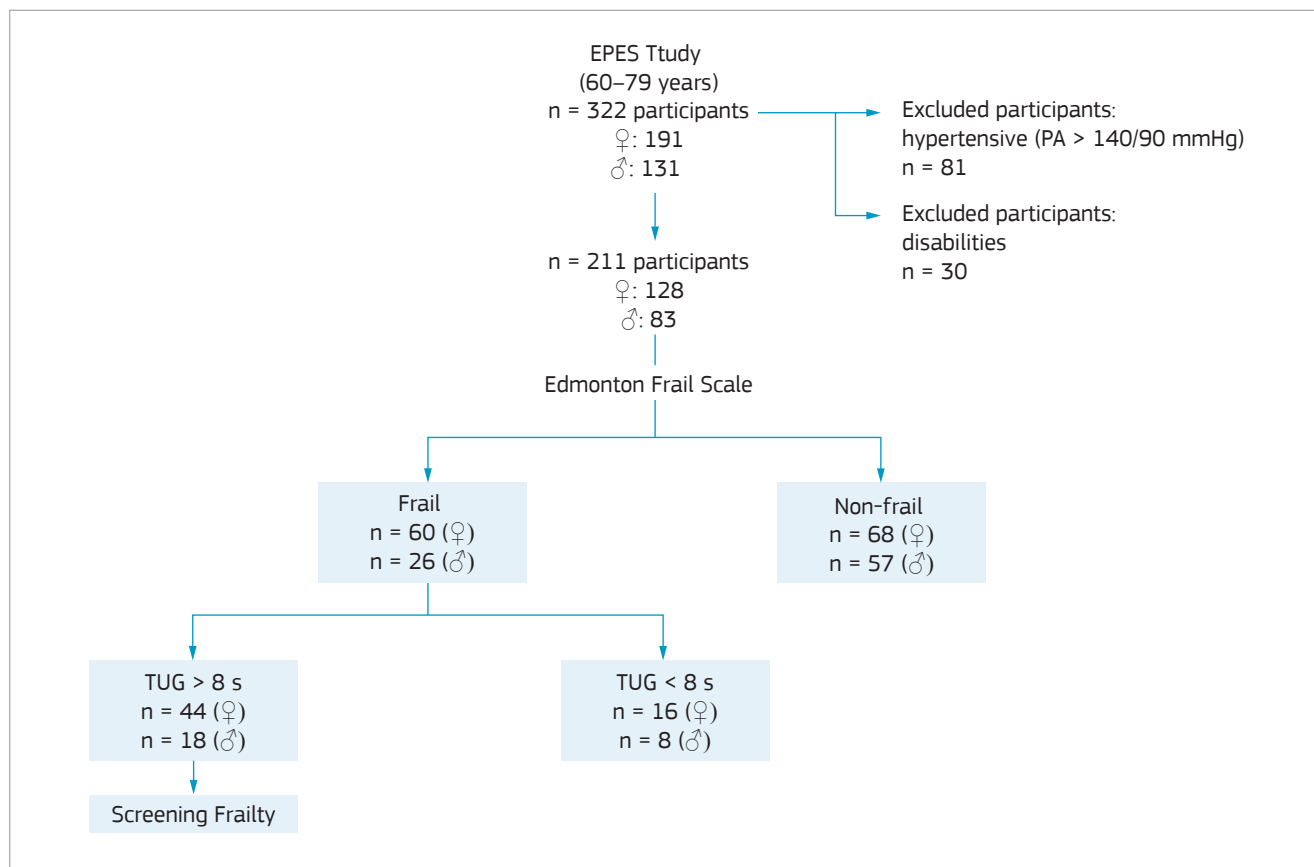 EPES Ttudy
(60–79 years)
n = 322 participants
♀: 191
♂: 131
Excluded participants:
hypertensive (PA > 140/90 mmHg)
n = 81
Excluded participants:
disabilities
n = 30
n = 211 participants
♀: 128
♂: 83
Edmonton Frail Scale
Frail
n = 60 (♀)
n = 26 (♂)
Non-frail
n = 68 (♀)
n = 57 (♂)
TUG > 8 s
n = 44 (♀)
n = 18 (♂)
TUG < 8 s
n = 16 (♀)
n = 8 (♂)
Screening Frailty